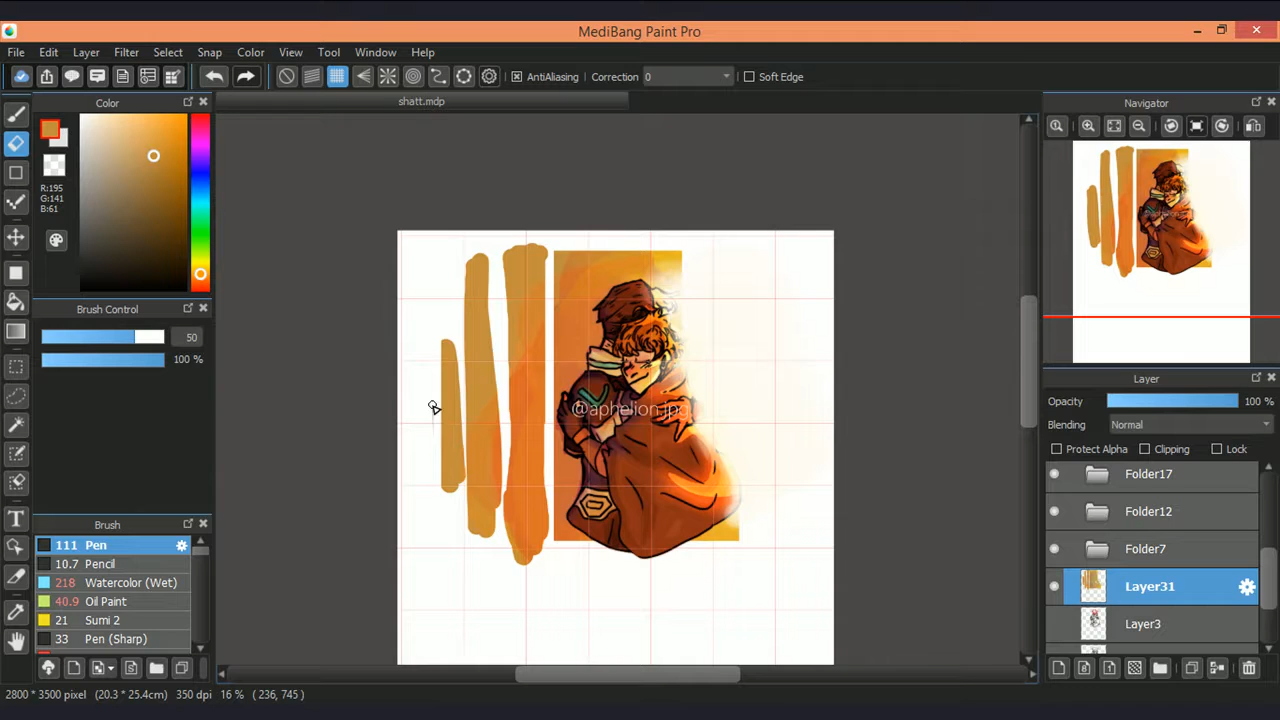 MediBang Paint Pro
File Edit Layer Filter Select Snap Color View Tool Window Help
AntiAliasing Correction 0 Soft Edge
Color shatt.mdp Navigator
R:195
G:141
B:61
Brush Control
50
100 %
@aphelion.jpg
Layer
Opacity 100 %
Blending Normal
Protect Alpha Clipping Lock
Folder17
Folder12
Folder7
Layer31
Layer3
Brush
111 Pen
10.7 Pencil
218 Watercolor (Wet)
40.9 Oil Paint
21 Sumi 2
33 Pen (Sharp)
2800 * 3500 pixel (20.3 * 25.4cm) 350 dpi 16 % ( 236, 745 )